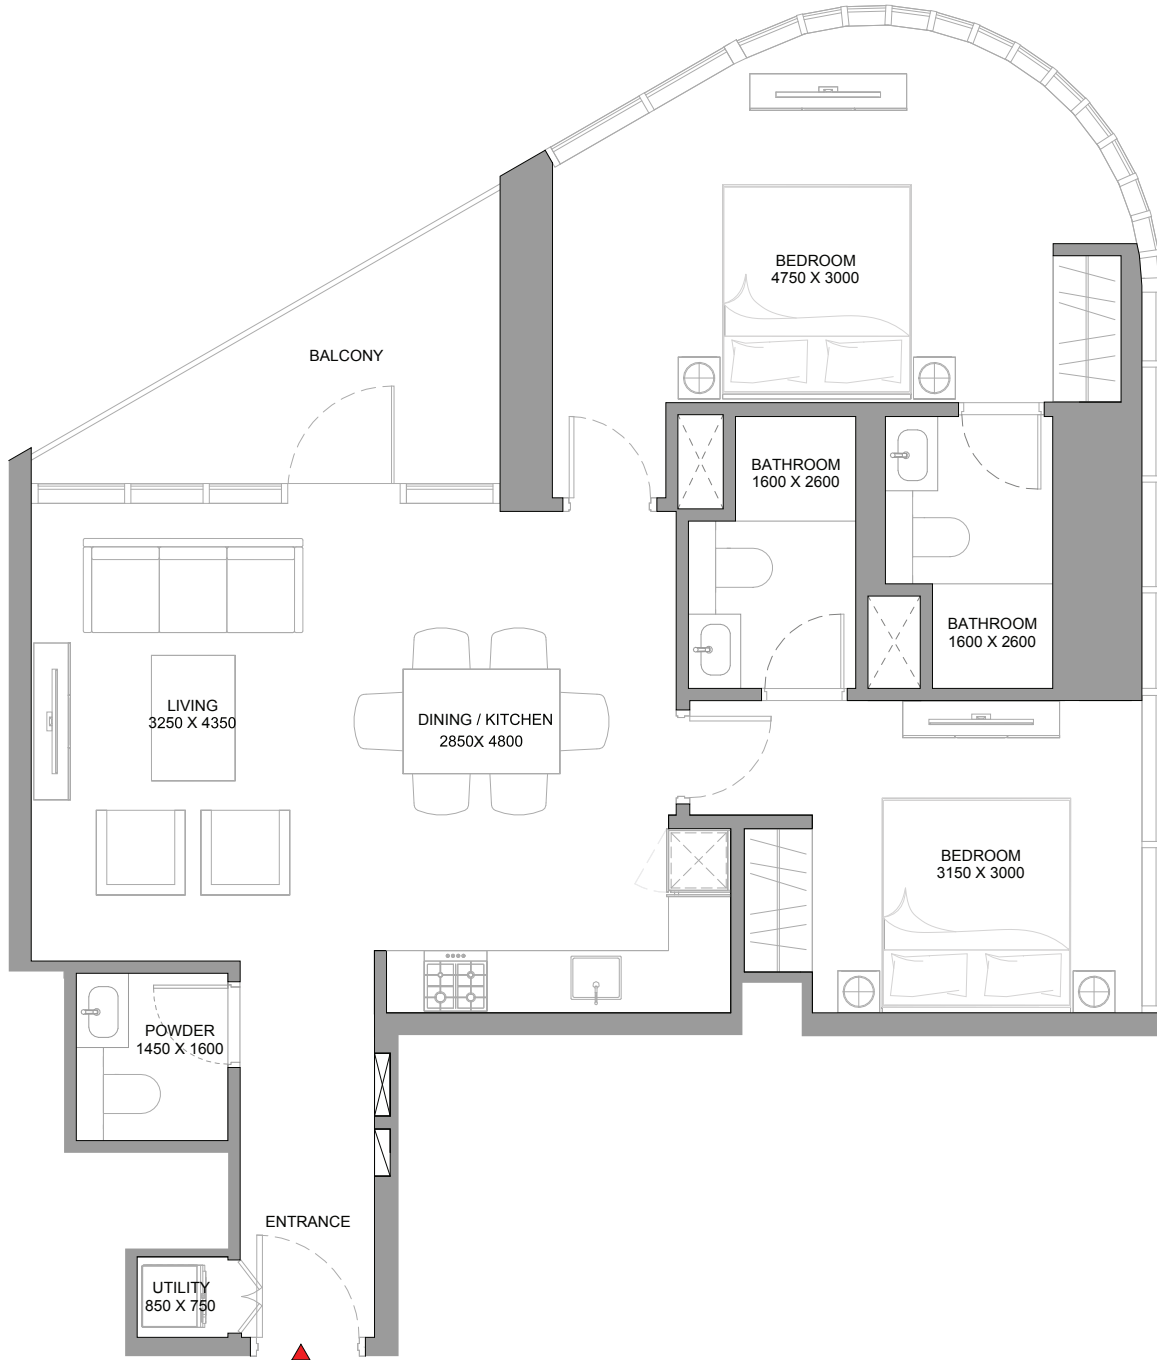 BEDROOM
4750 X 3000
BALCONY
BATHROOM
1600 X 2600
BATHROOM
1600 X 2600
LIVING
3250 X 4350
DINING / KITCHEN
2850X 4800
BEDROOM
3150 X 3000
POWDER
1450 X 1600
ENTRANCE
UTILITY
850 X 750